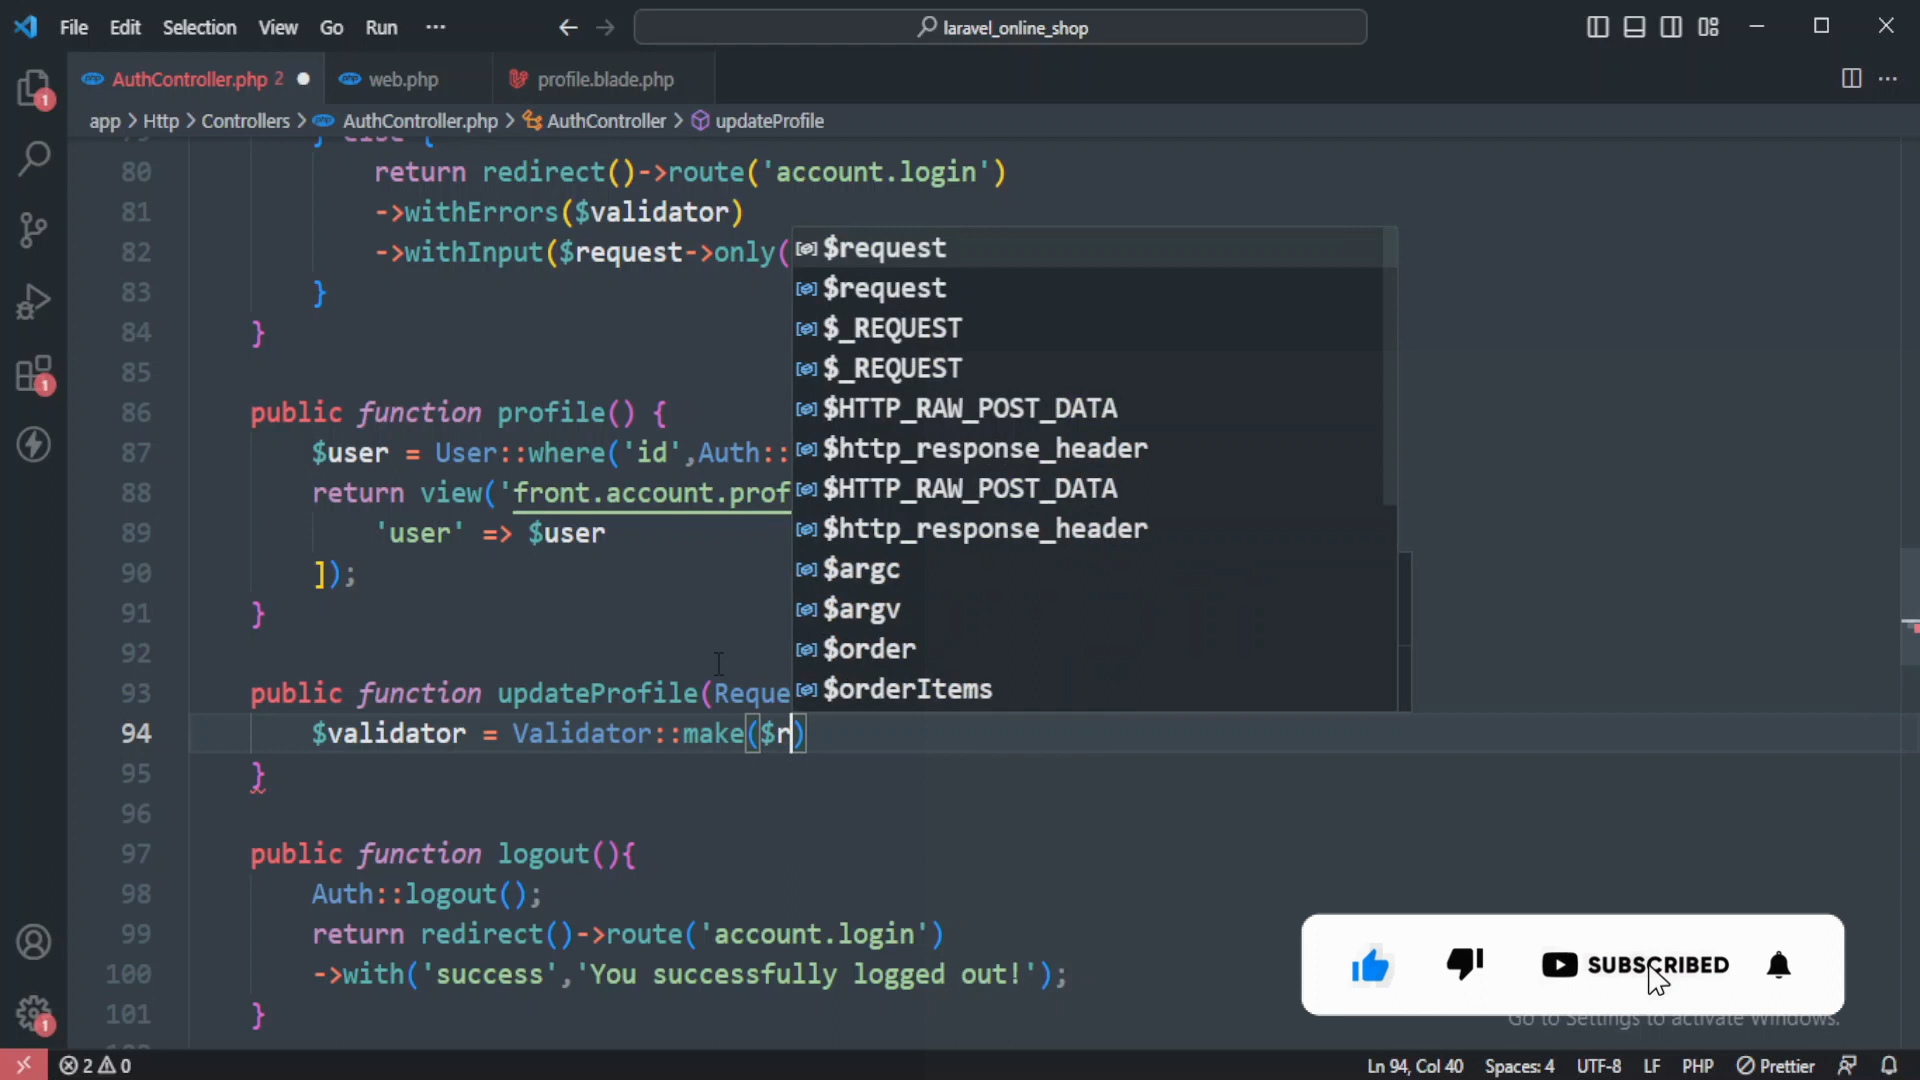 File Edit Selection View Go Run ···
laravel_online_shop
AuthController.php 2
web.php
profile.blade.php
app > Http > Controllers > AuthController.php > AuthController > updateProfile
} else {
80 return redirect()->route('account.login')
81 ->withErrors($validator)
82 ->withInput($request->only(
83 }
84 }
85
86 public function profile() {
87 $user = User::where('id',Auth::
88 return view('front.account.prof
89 'user' => $user
90 ]);
91 }
92
93 public function updateProfile(Reque
94 $validator = Validator::make($r)
95 }
96
97 public function logout(){
98 Auth::logout();
99 return redirect()->route('account.login')
100 ->with('success','You successfully logged out!');
101 }
$request
$request
$_REQUEST
$_REQUEST
$HTTP_RAW_POST_DATA
$http_response_header
$HTTP_RAW_POST_DATA
$http_response_header
$argc
$argv
$order
$orderItems
SUBSCRIBED
Go to Settings to activate Windows.
1
1
1
2 0
Ln 94, Col 40 Spaces: 4 UTF-8 LF PHP Prettier